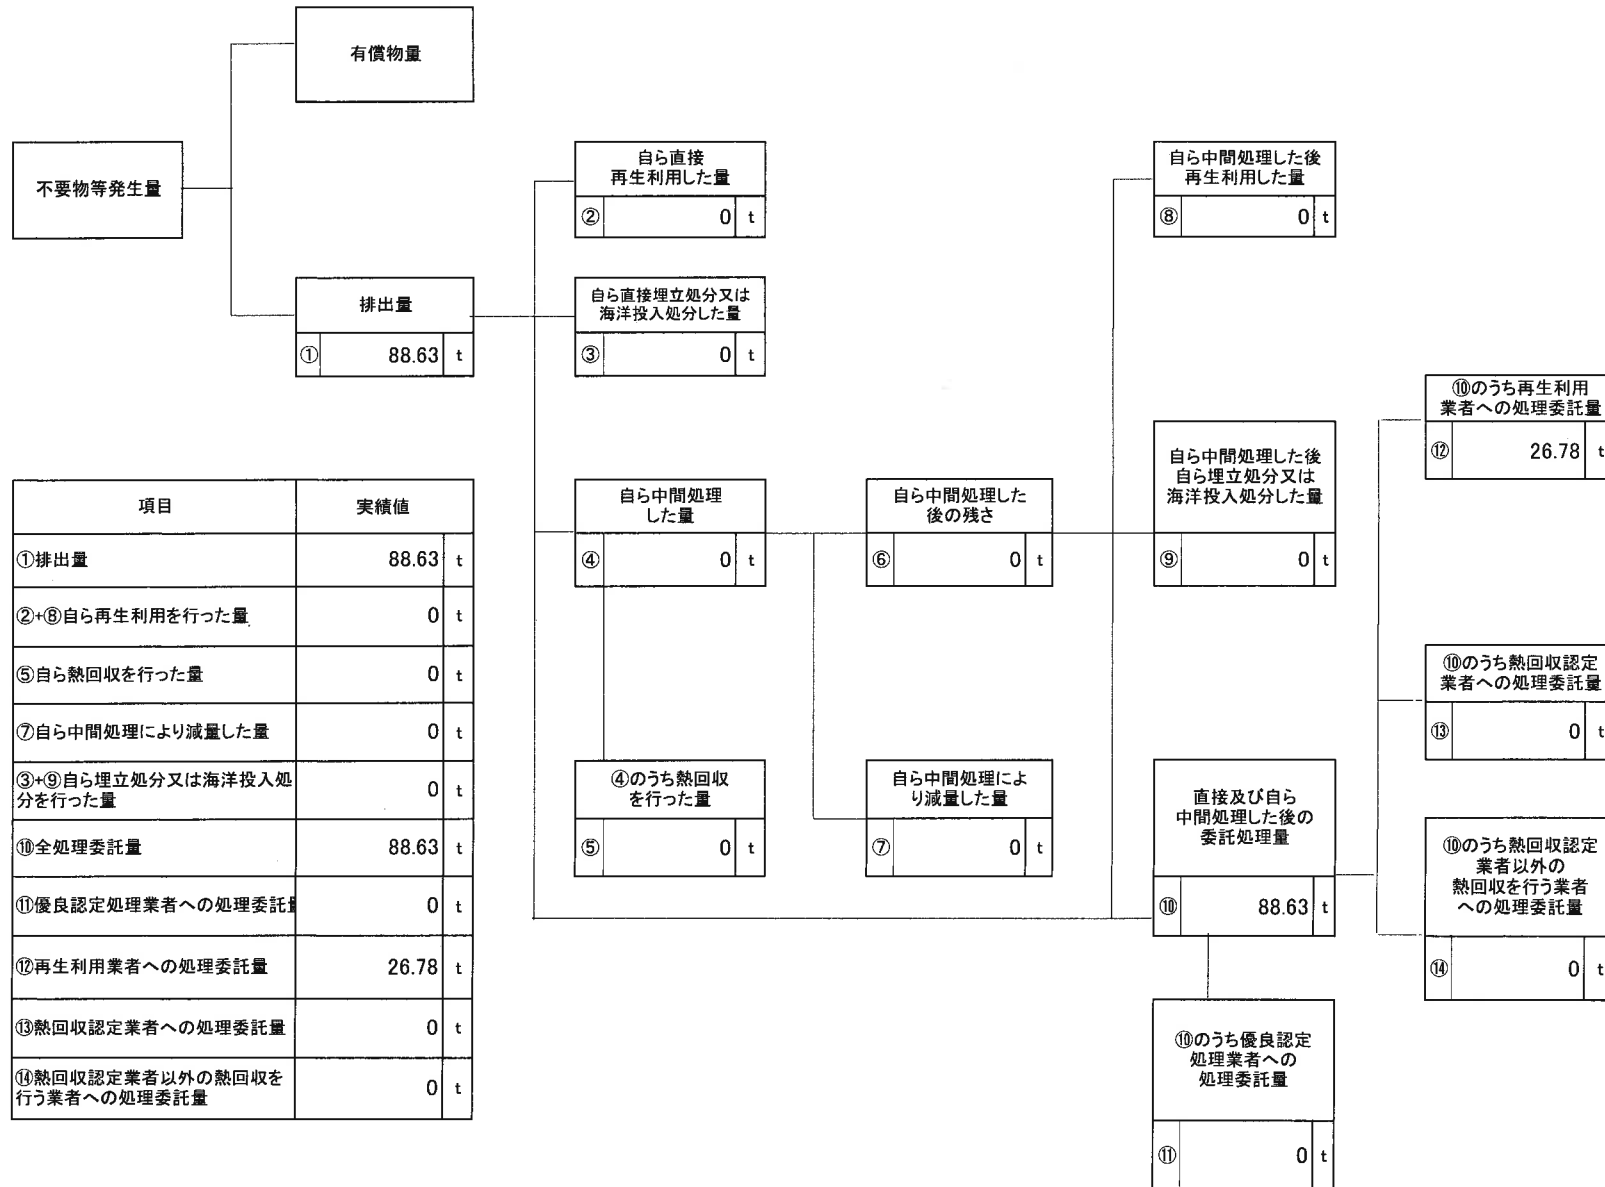 有償物量
不要物等発生量
排出量
① 88.63 t
自ら直接
再生利用した量
② 0 t
自ら直接埋立処分又は
海洋投入処分した量
③ 0 t
自ら中間処理
した量
④ 0 t
④のうち熱回収
を行った量
⑤ 0 t
自ら中間処理した
後の残さ
⑥ 0 t
自ら中間処理によ
り減量した量
⑦ 0 t
自ら中間処理した後
再生利用した量
⑧ 0 t
自ら中間処理した後
自ら埋立処分又は
海洋投入処分した量
⑨ 0 t
直接及び自ら
中間処理した後の
委託処理量
⑩ 88.63 t
⑩のうち優良認定
処理業者への
処理委託量
⑪ 0 t
⑩のうち再生利用
業者への処理委託量
⑫ 26.78 t
⑩のうち熱回収認定
業者への処理委託量
⑬ 0 t
⑩のうち熱回収認定
業者以外の
熱回収を行う業者
への処理委託量
⑭ 0 t
項目 実績値
①排出量 88.63 t
②+⑧自ら再生利用を行った量 0 t
⑤自ら熱回収を行った量 0 t
⑦自ら中間処理により減量した量 0 t
③+⑨自ら埋立処分又は海洋投入処
分を行った量 0 t
⑩全処理委託量 88.63 t
⑪優良認定処理業者への処理委託量 0 t
⑫再生利用業者への処理委託量 26.78 t
⑬熱回収認定業者への処理委託量 0 t
⑭熱回収認定業者以外の熱回収を
行う業者への処理委託量 0 t